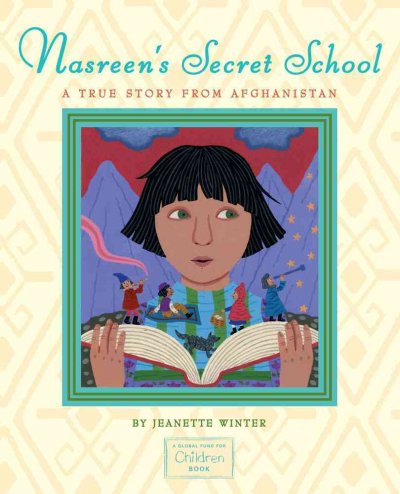 Nasreen's Secret School
A TRUE STORY FROM AFGHANISTAN
BY JEANETTE WINTER
A GLOBAL FUND FOR
Children
BOOK